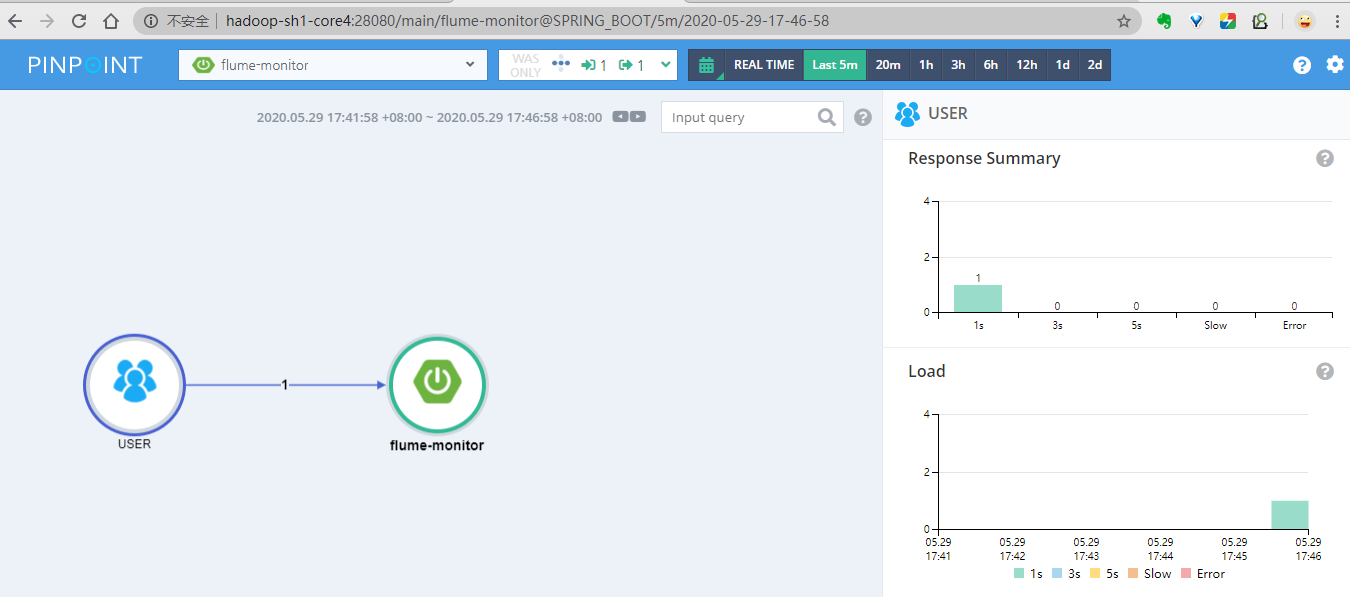 不安全 hadoop-sh1-core4:28080/main/flume-monitor@SPRING_BOOT/5m/2020-05-29-17-46-58
PINPOINT flume-monitor WAS ONLY 1 1 REAL TIME Last 5m 20m 1h 3h 6h 12h 1d 2d ?
2020.05.29 17:41:58 +08:00 ~ 2020.05.29 17:46:58 +08:00 Input query ?
USER
Response Summary ?
4
2
0
1 0 0 0 0
1s 3s 5s Slow Error
1
USER
flume-monitor
Load ?
4
2
0
05.29 05.29 05.29 05.29 05.29 05.29
17:41 17:42 17:43 17:44 17:45 17:46
1s 3s 5s Slow Error